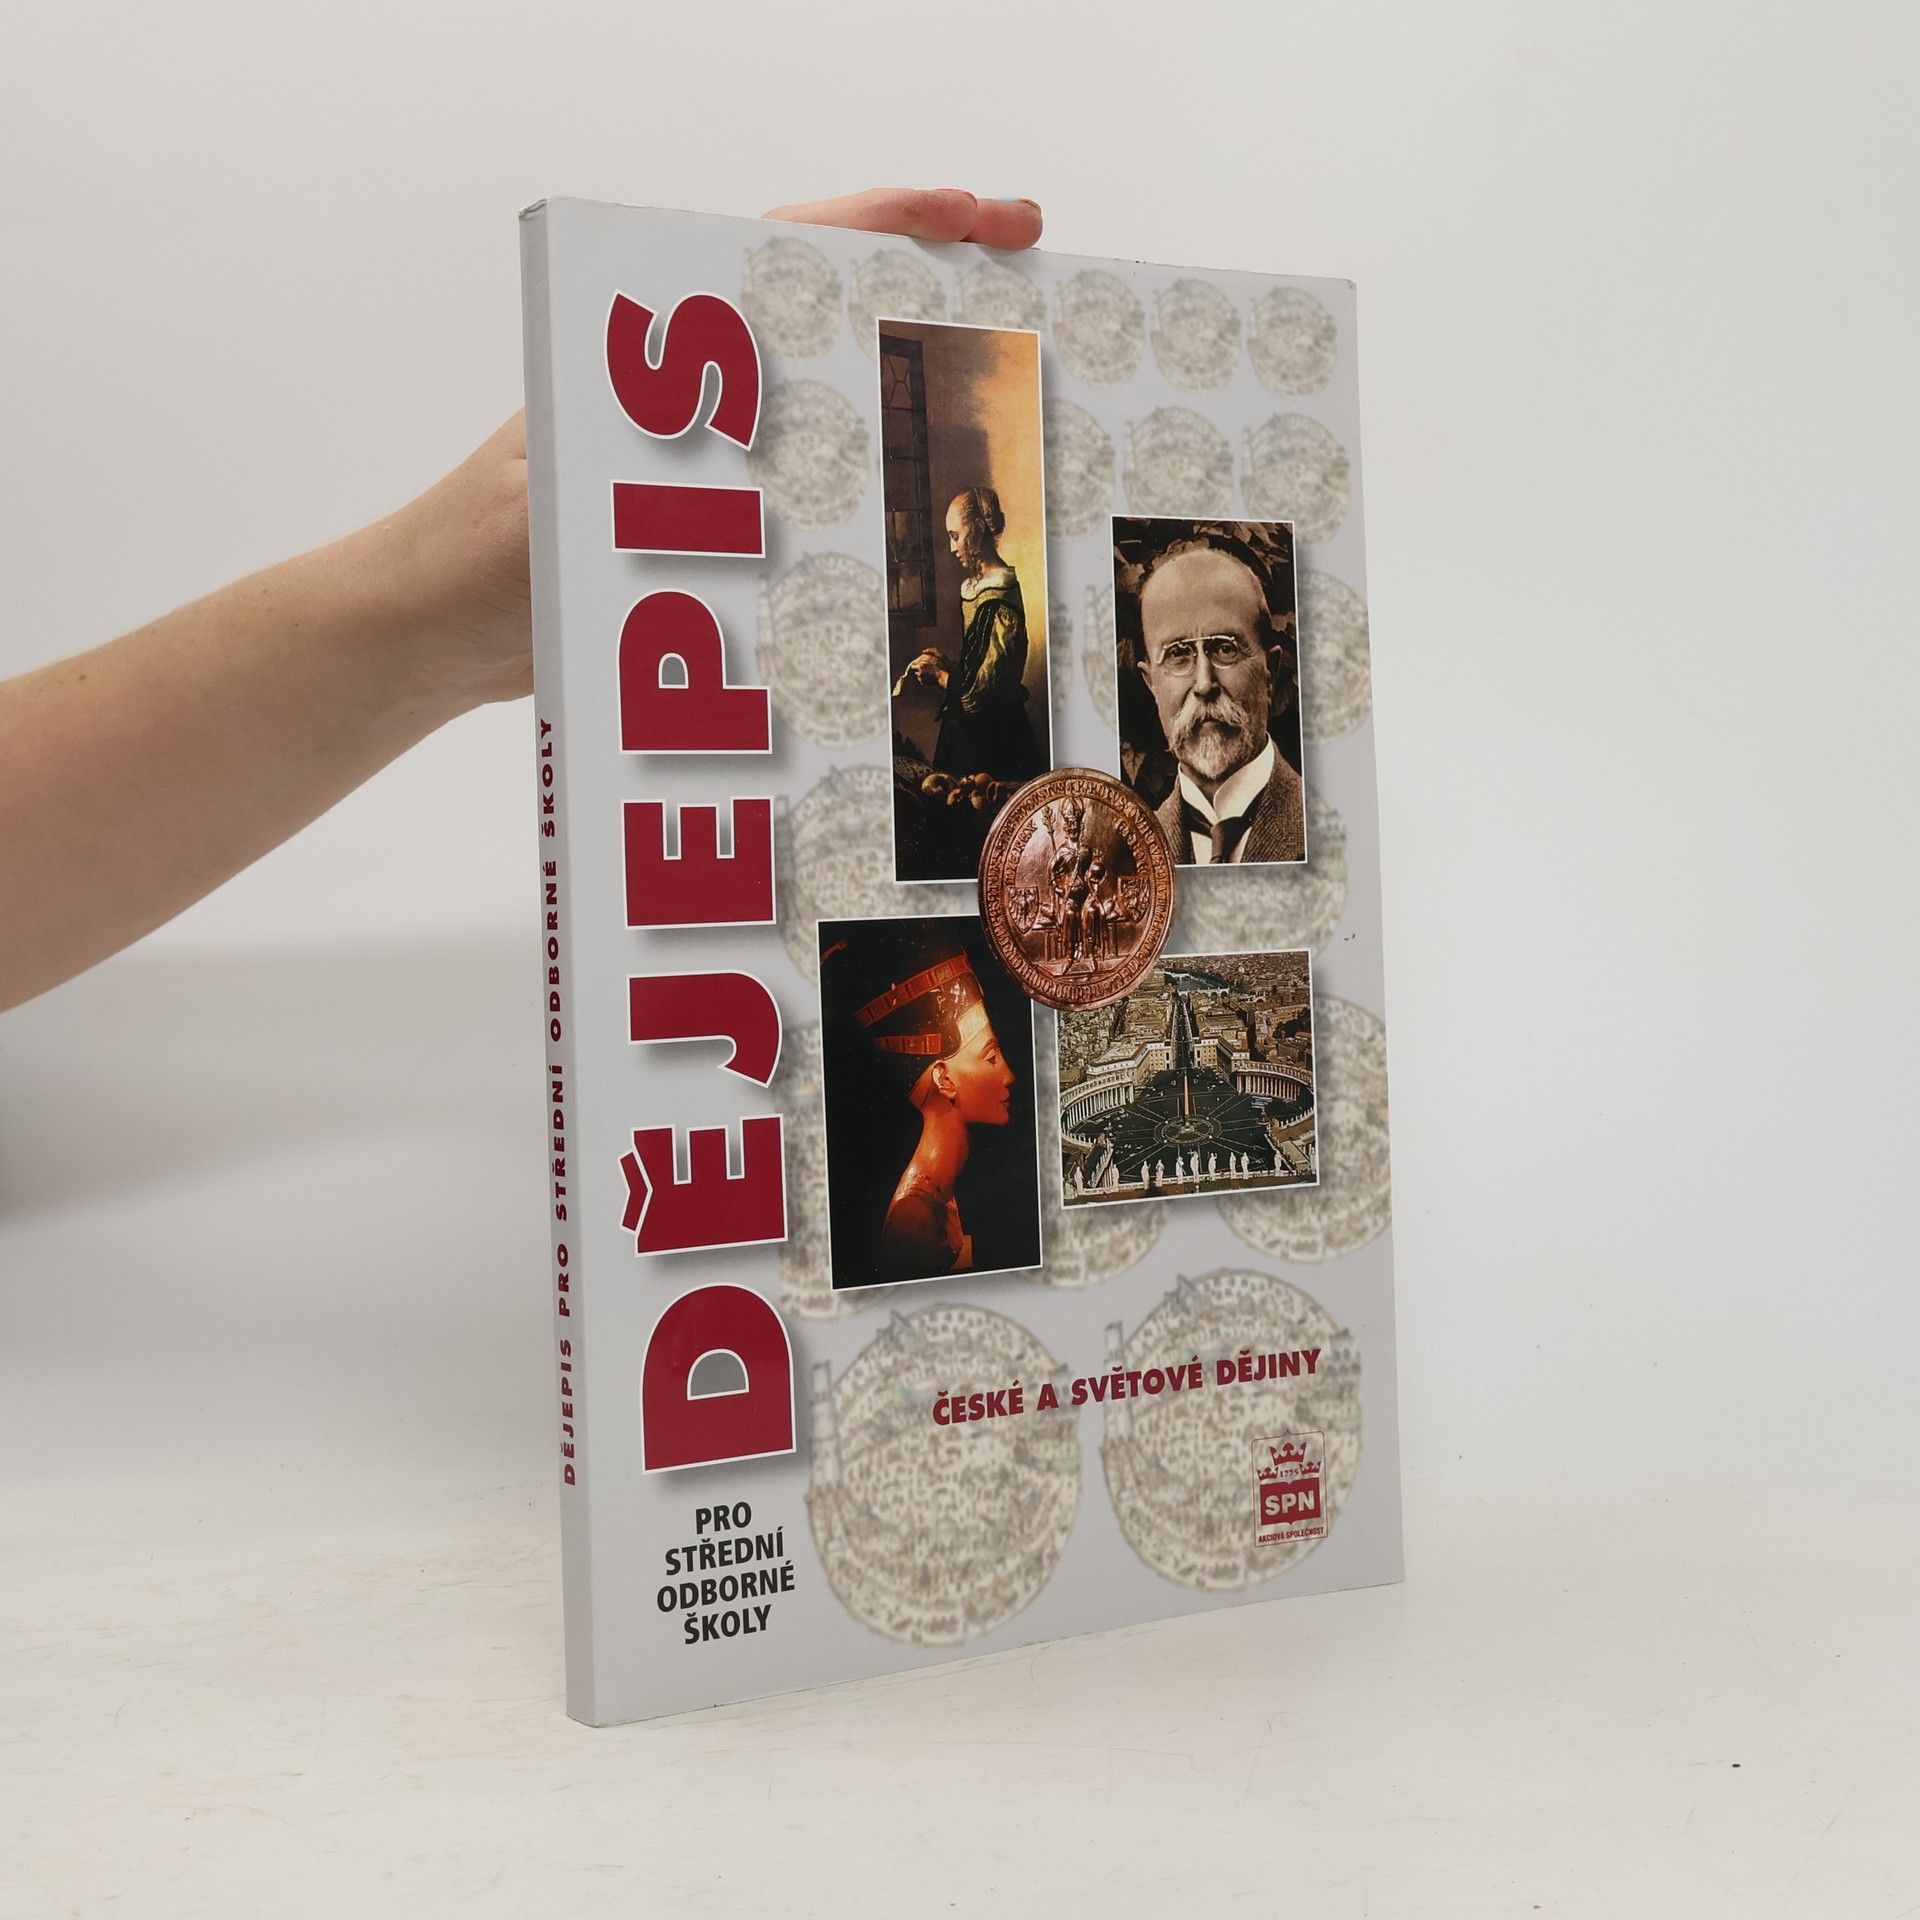 DĚJEPIS PRO STŘEDNÍ ODBORNÉ ŠKOLY
DĚJEPIS
PRO
STŘEDNÍ
ODBORNÉ
ŠKOLY
ČESKÉ A SVĚTOVÉ DĚJINY
1775
SPN
AKCIOVÁ SPOLEČNOST